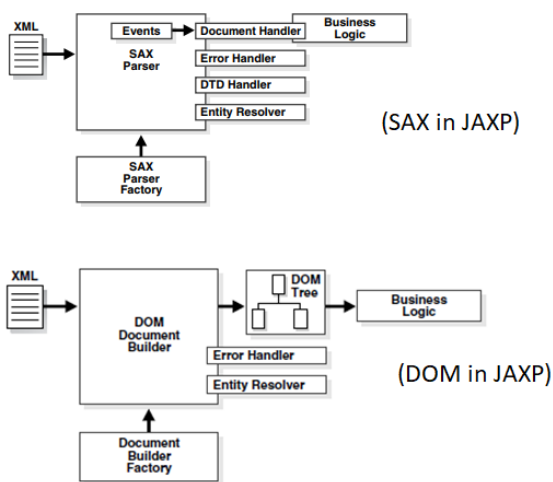 XML
Events
Document Handler
Business
Logic
SAX
Parser
Error Handler
DTD Handler
Entity Resolver
(SAX in JAXP)
SAX
Parser
Factory
XML
DOM
Tree
Business
Logic
DOM
Document
Builder
Error Handler
Entity Resolver
(DOM in JAXP)
Document
Builder
Factory